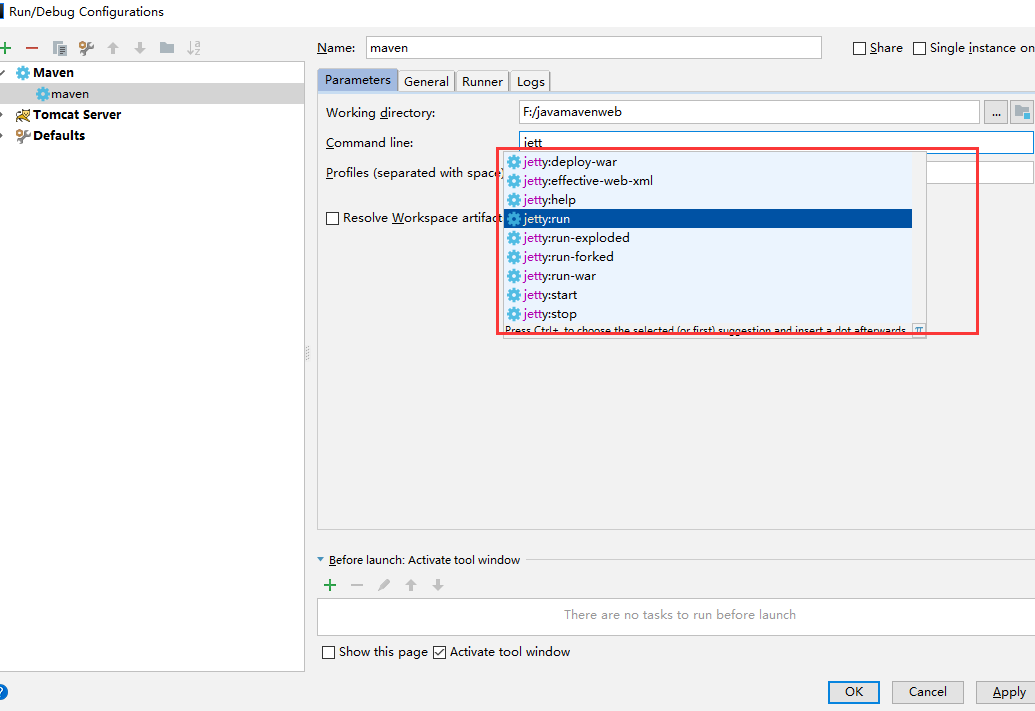 Run/Debug Configurations
Name: maven
Share
Single instance on
Maven
maven
Tomcat Server
Defaults
Parameters
General
Runner
Logs
Working directory:
F:/javamavenweb
...
Command line:
jett
Profiles (separated with space)
Resolve Workspace artifact
jetty:deploy-war
jetty:effective-web-xml
jetty:help
jetty:run
jetty:run-exploded
jetty:run-forked
jetty:run-war
jetty:start
jetty:stop
Press Ctrl+. to choose the selected (or first) suggestion and insert a dot afterwards
π
Before launch: Activate tool window
There are no tasks to run before launch
Show this page
Activate tool window
?
OK
Cancel
Apply